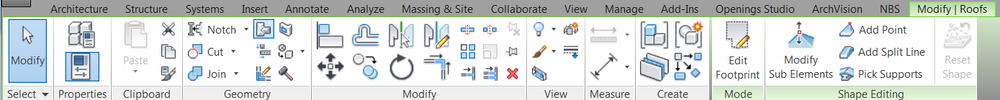 Architecture Structure Systems Insert Annotate Analyze Massing & Site Collaborate View Manage Add-Ins Openings Studio ArchVision NBS Modify | Roofs
Modify
Paste
Notch
Cut
Join
Edit
Footprint
Modify
Sub Elements
Add Point
Add Split Line
Pick Supports
Reset
Shape
Select Properties Clipboard Geometry Modify View Measure Create Mode Shape Editing